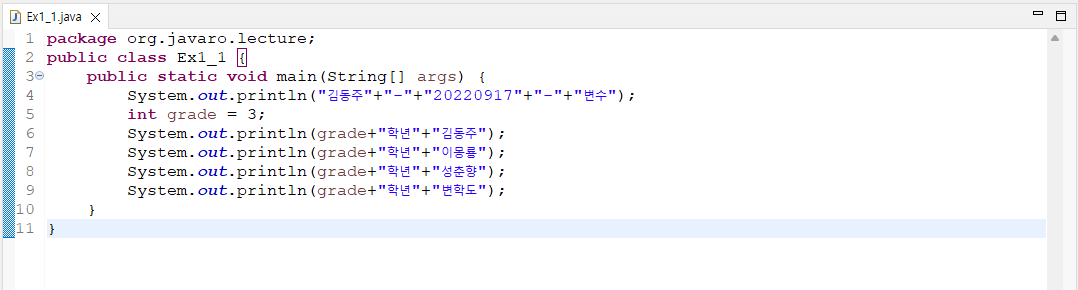 Ex1_1.java
1 package org.javaro.lecture;
2 public class Ex1_1 {
3 public static void main(String[] args) {
4 System.out.println("김동주"+"-"+"20220917"+"-"+"변수");
5 int grade = 3;
6 System.out.println(grade+"학년"+"김동주");
7 System.out.println(grade+"학년"+"이몽룡");
8 System.out.println(grade+"학년"+"성춘향");
9 System.out.println(grade+"학년"+"변학도");
10 }
11 }